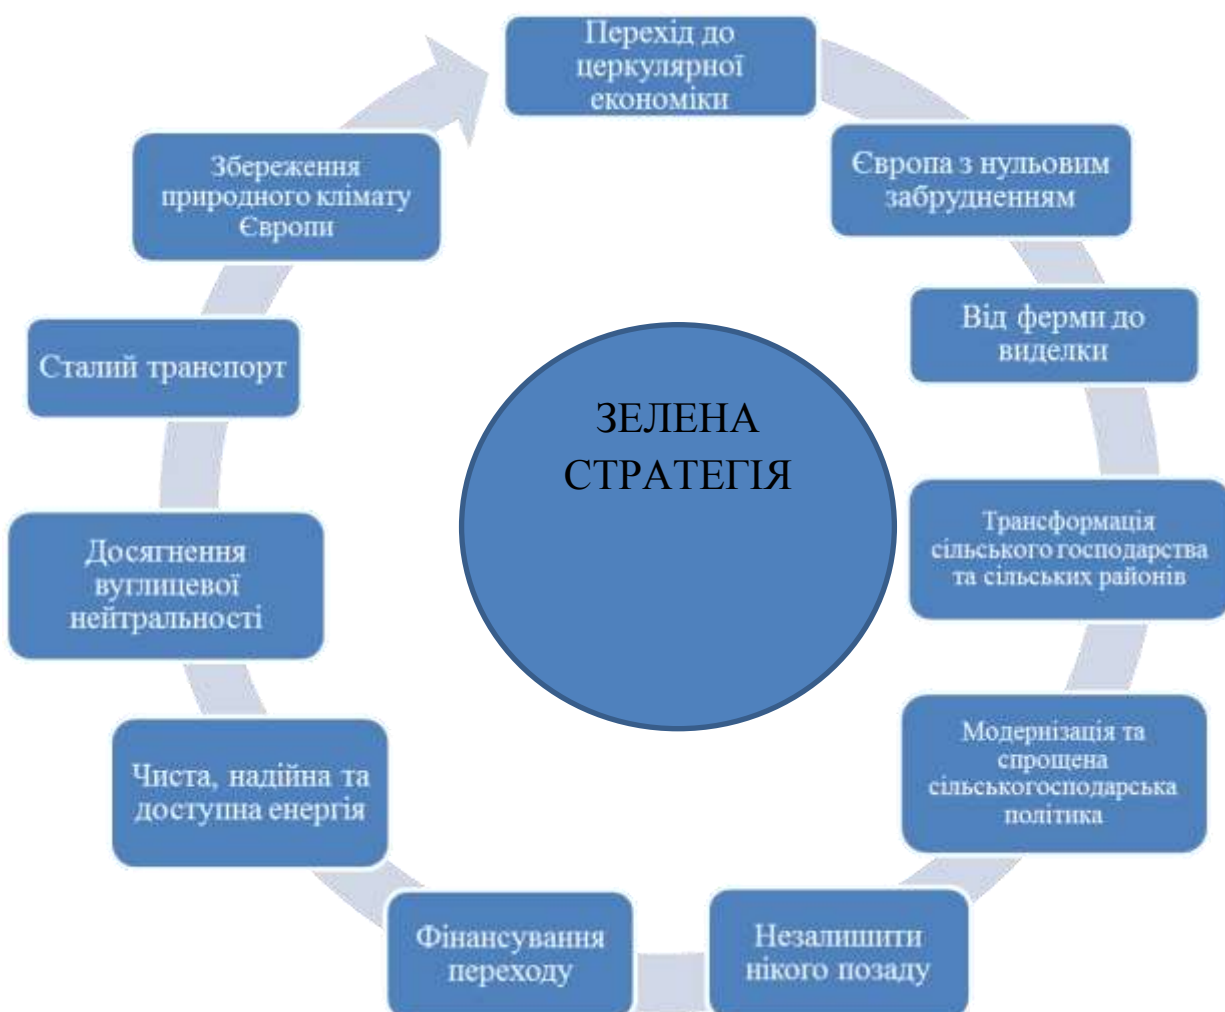 Перехід до
церкулярної
економіки
Європа з нульовим
забрудненням
Від ферми до
виделки
Трансформація
сільського господарства
та сільських районів
Модернізація та
спрощена
сільськогосподарська
політика
Незалишити
нікого позаду
Фінансування
переходу
Чиста, надійна та
доступна енергія
Досягнення
вуглицевої
нейтральності
Сталий транспорт
Збереження
природного клімату
Європи
ЗЕЛЕНА
СТРАТЕГІЯ